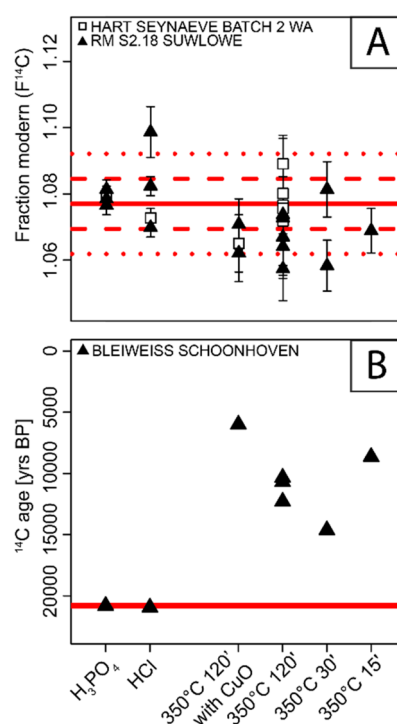 A
□ HART SEYNAEVE BATCH 2 WA
▲ RM S2.18 SUWLOWE
Fraction modern (F¹⁴C)
1.12
1.10
1.08
1.06
B
▲ BLEIWEISS SCHOONHOVEN
¹⁴C age [yrs BP]
0
5000
10000
15000
20000
H₃PO₄
HCl
350°C 120'
with CuO
350°C 120'
350°C 30'
350°C 15'